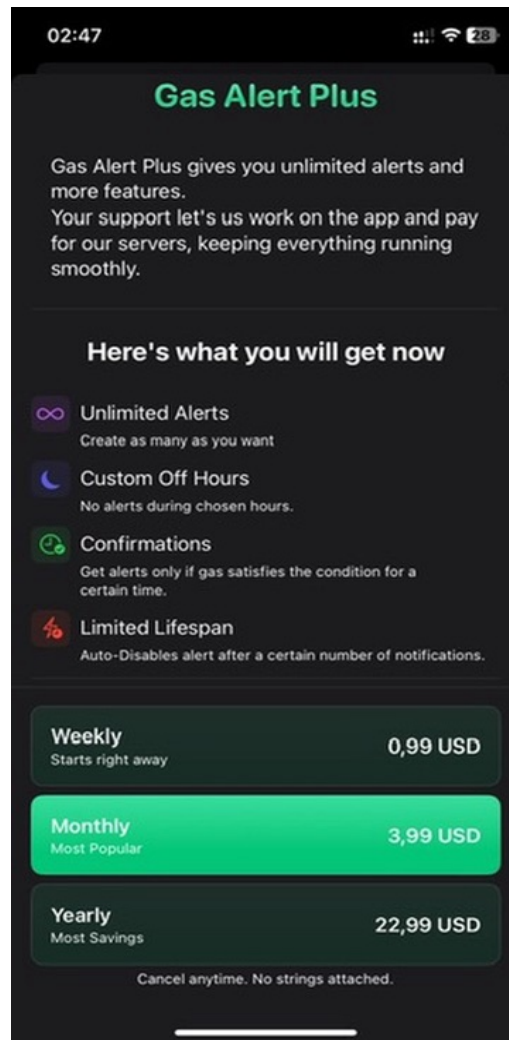 02:47
28
Gas Alert Plus
Gas Alert Plus gives you unlimited alerts and
more features.
Your support let's us work on the app and pay
for our servers, keeping everything running
smoothly.
Here's what you will get now
Unlimited Alerts
Create as many as you want
Custom Off Hours
No alerts during chosen hours.
Confirmations
Get alerts only if gas satisfies the condition for a
certain time.
Limited Lifespan
Auto-Disables alert after a certain number of notifications.
Weekly
Starts right away
0,99 USD
Monthly
Most Popular
3,99 USD
Yearly
Most Savings
22,99 USD
Cancel anytime. No strings attached.